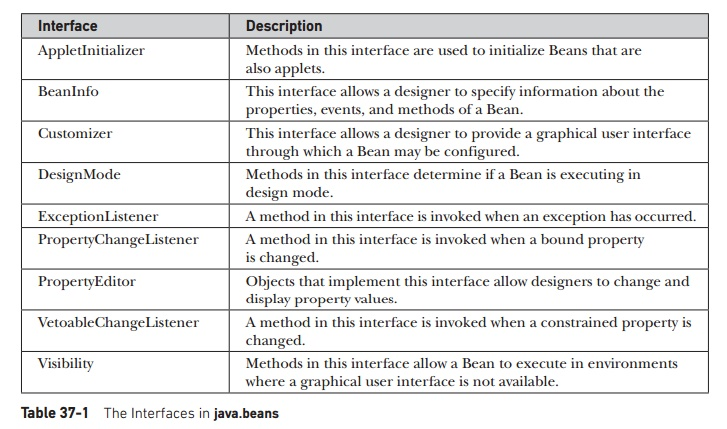 Interface Description
AppletInitializer Methods in this interface are used to initialize Beans that are
also applets.
BeanInfo This interface allows a designer to specify information about the
properties, events, and methods of a Bean.
Customizer This interface allows a designer to provide a graphical user interface
through which a Bean may be configured.
DesignMode Methods in this interface determine if a Bean is executing in
design mode.
ExceptionListener A method in this interface is invoked when an exception has occurred.
PropertyChangeListener A method in this interface is invoked when a bound property
is changed.
PropertyEditor Objects that implement this interface allow designers to change and
display property values.
VetoableChangeListener A method in this interface is invoked when a constrained property is
changed.
Visibility Methods in this interface allow a Bean to execute in environments
where a graphical user interface is not available.
Table 37-1 The Interfaces in java.beans